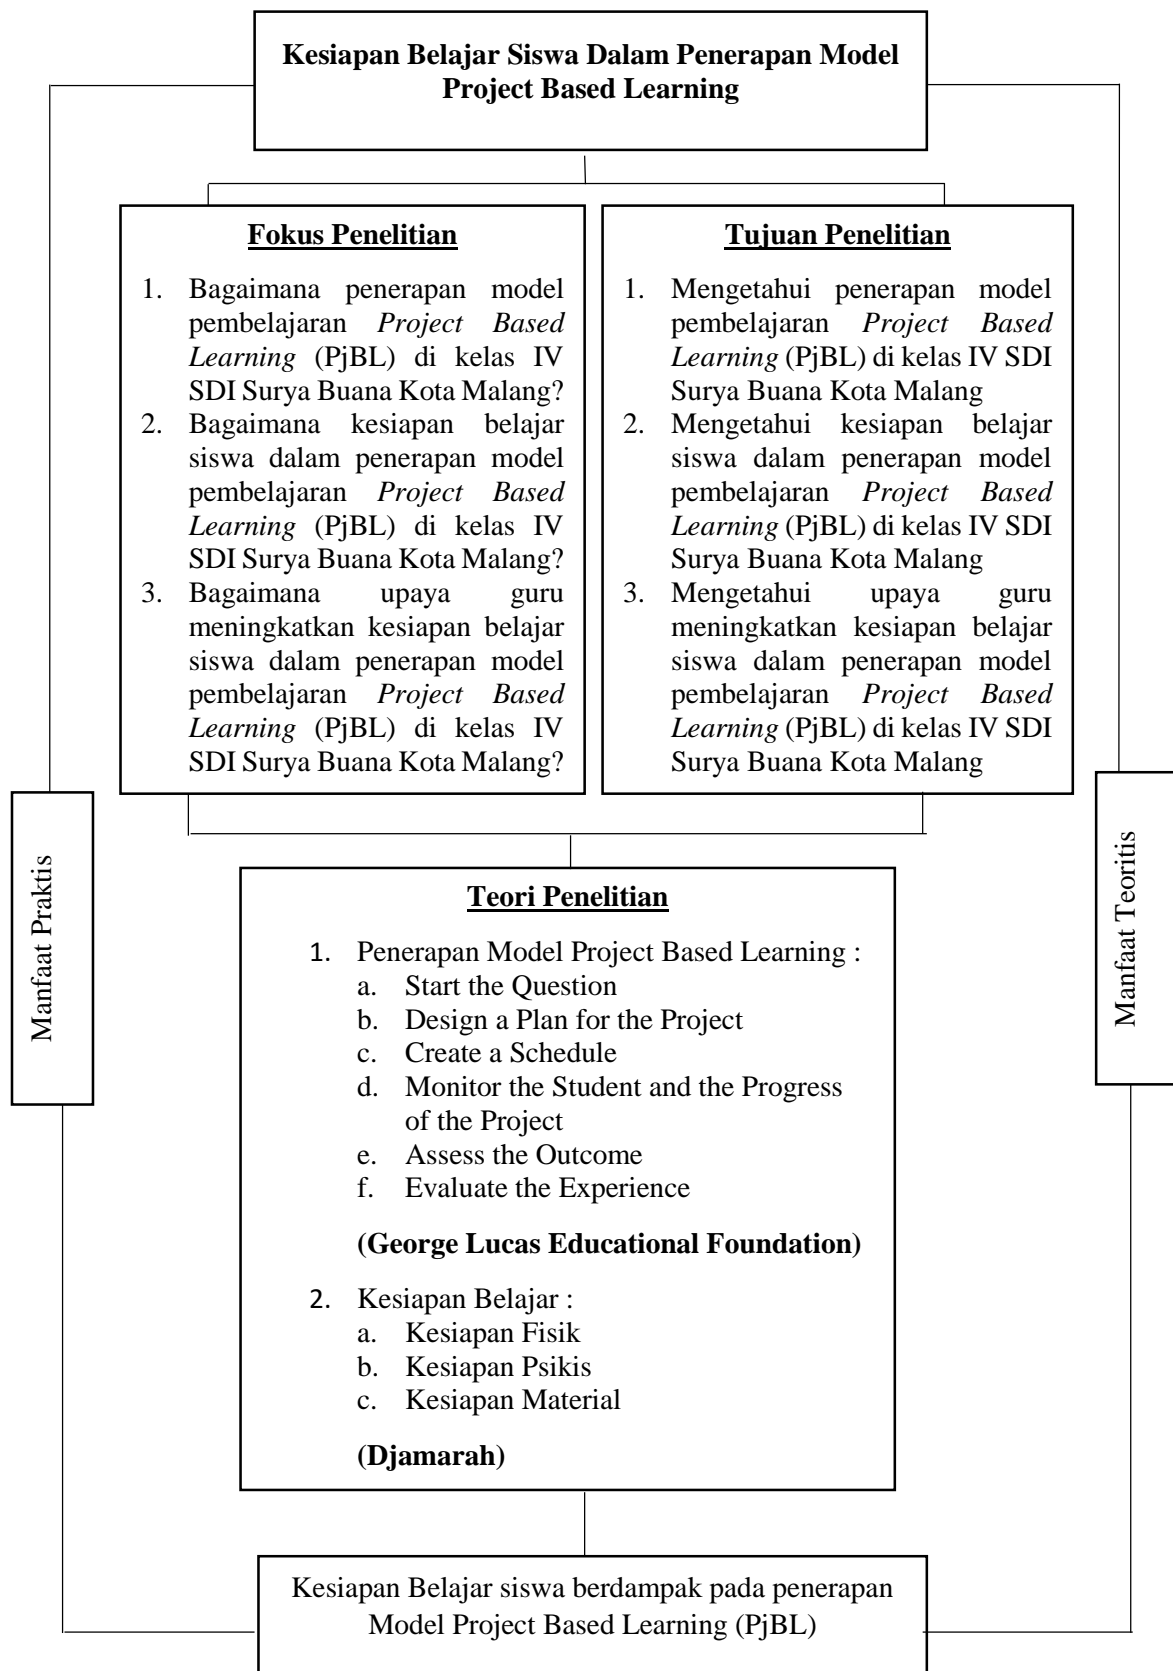 Kesiapan Belajar Siswa Dalam Penerapan Model
Project Based Learning
Fokus Penelitian
1. Bagaimana penerapan model
pembelajaran Project Based
Learning (PjBL) di kelas IV
SDI Surya Buana Kota Malang?
2. Bagaimana kesiapan belajar
siswa dalam penerapan model
pembelajaran Project Based
Learning (PjBL) di kelas IV
SDI Surya Buana Kota Malang?
3. Bagaimana upaya guru
meningkatkan kesiapan belajar
siswa dalam penerapan model
pembelajaran Project Based
Learning (PjBL) di kelas IV
SDI Surya Buana Kota Malang?
Tujuan Penelitian
1. Mengetahui penerapan model
pembelajaran Project Based
Learning (PjBL) di kelas IV SDI
Surya Buana Kota Malang
2. Mengetahui kesiapan belajar
siswa dalam penerapan model
pembelajaran Project Based
Learning (PjBL) di kelas IV SDI
Surya Buana Kota Malang
3. Mengetahui upaya guru
meningkatkan kesiapan belajar
siswa dalam penerapan model
pembelajaran Project Based
Learning (PjBL) di kelas IV SDI
Surya Buana Kota Malang
Manfaat Praktis
Manfaat Teoritis
Teori Penelitian
1. Penerapan Model Project Based Learning :
a. Start the Question
b. Design a Plan for the Project
c. Create a Schedule
d. Monitor the Student and the Progress
of the Project
e. Assess the Outcome
f. Evaluate the Experience
(George Lucas Educational Foundation)
2. Kesiapan Belajar :
a. Kesiapan Fisik
b. Kesiapan Psikis
c. Kesiapan Material
(Djamarah)
Kesiapan Belajar siswa berdampak pada penerapan
Model Project Based Learning (PjBL)